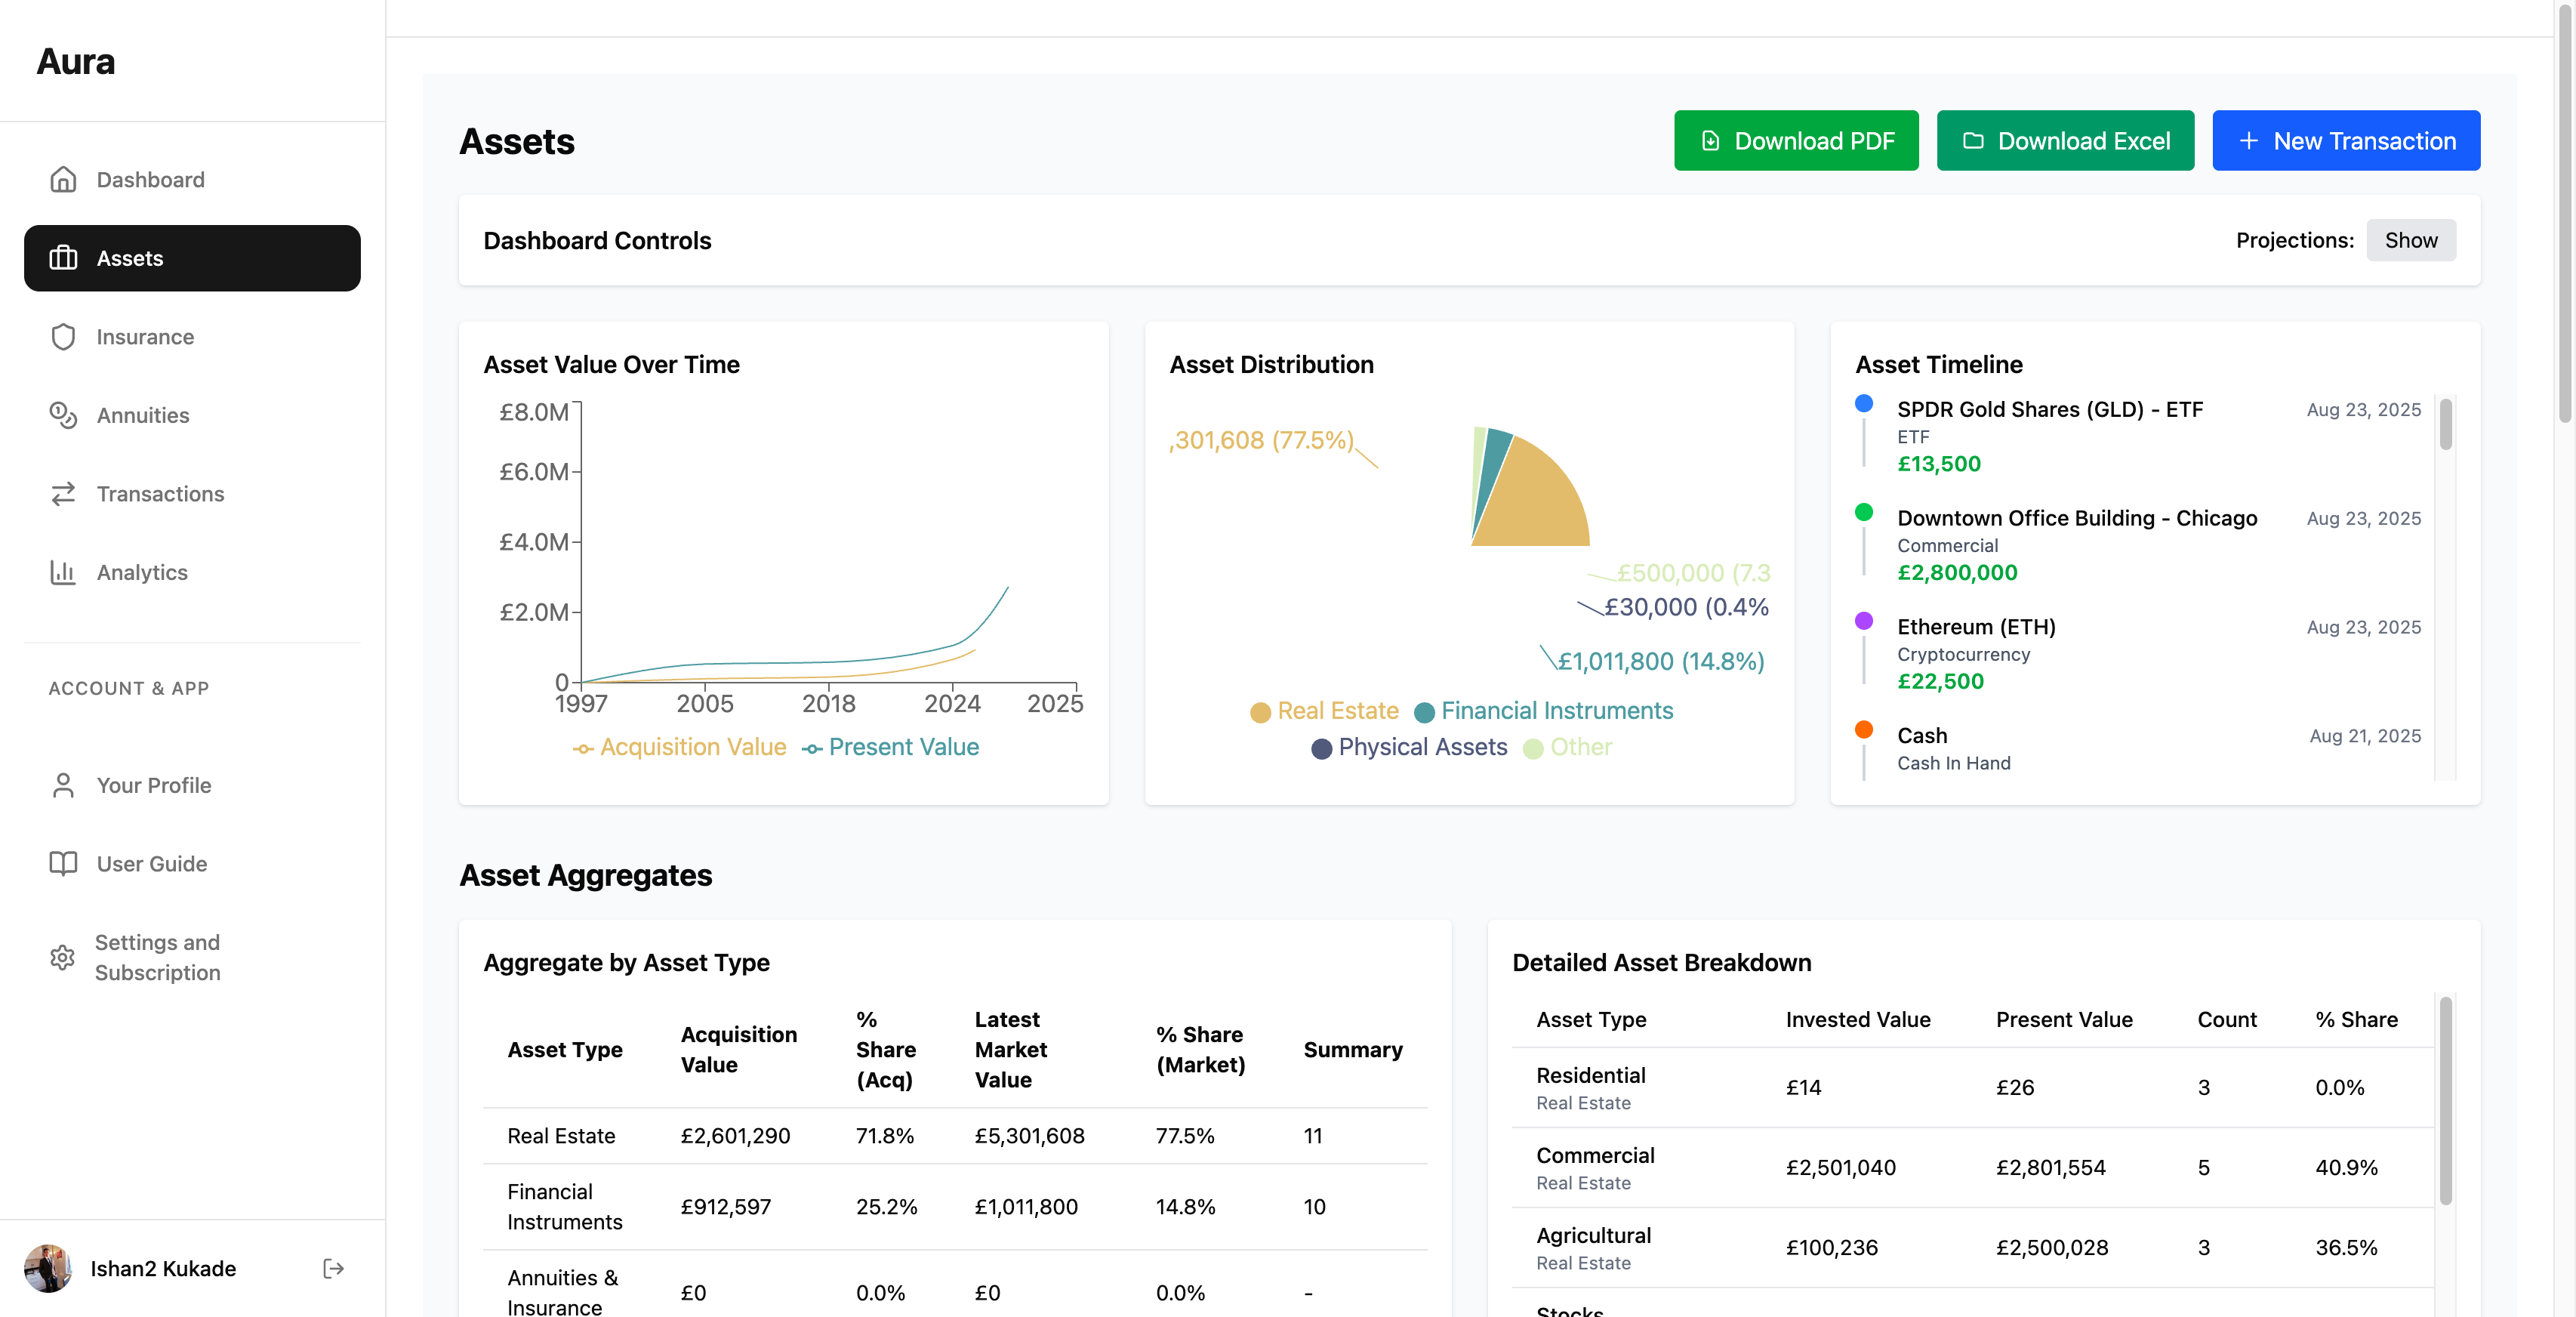 Aura
Dashboard
Assets
Insurance
Annuities
Transactions
Analytics
ACCOUNT & APP
Your Profile
User Guide
Settings and
Subscription
Ishan2 Kukade
Assets
Download PDF
Download Excel
+ New Transaction
Dashboard Controls
Projections: Show
Asset Value Over Time
£8.0M
£6.0M
£4.0M
£2.0M
0
1997 2005 2018 2024 2025
Acquisition Value Present Value
Asset Distribution
,301,608 (77.5%)
£500,000 (7.3
£30,000 (0.4%
£1,011,800 (14.8%)
Real Estate Financial Instruments
Physical Assets Other
Asset Timeline
SPDR Gold Shares (GLD) - ETF Aug 23, 2025
ETF
£13,500
Downtown Office Building - Chicago Aug 23, 2025
Commercial
£2,800,000
Ethereum (ETH) Aug 23, 2025
Cryptocurrency
£22,500
Cash Aug 21, 2025
Cash In Hand
Asset Aggregates
Aggregate by Asset Type
Asset Type Acquisition Value % Share (Acq) Latest Market Value % Share (Market) Summary
Real Estate £2,601,290 71.8% £5,301,608 77.5% 11
Financial Instruments £912,597 25.2% £1,011,800 14.8% 10
Annuities & Insurance £0 0.0% £0 0.0% -
Detailed Asset Breakdown
Asset Type Invested Value Present Value Count % Share
Residential £14 £26 3 0.0%
Real Estate
Commercial £2,501,040 £2,801,554 5 40.9%
Real Estate
Agricultural £100,236 £2,500,028 3 36.5%
Real Estate
Stocks